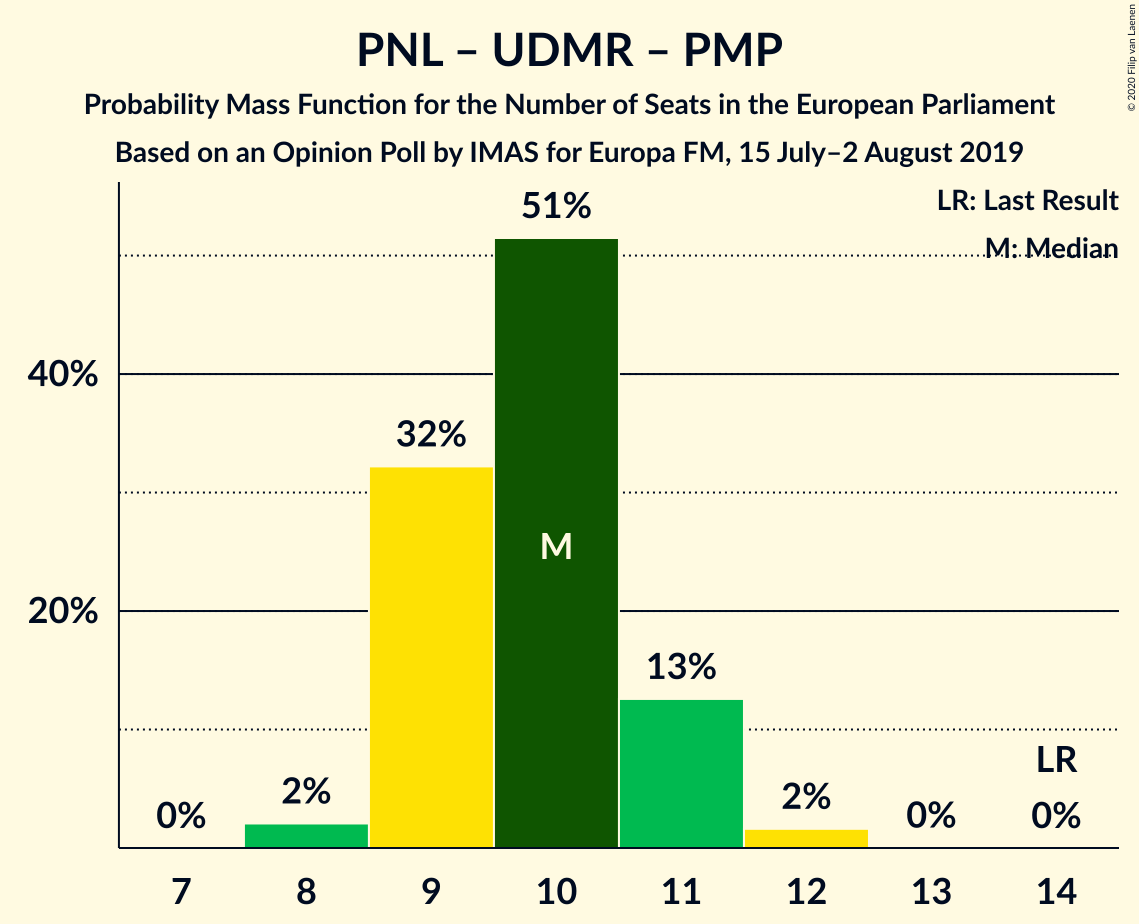 PNL – UDMR – PMP
Probability Mass Function for the Number of Seats in the European Parliament
Based on an Opinion Poll by IMAS for Europa FM, 15 July–2 August 2019
© 2020 Filip van Laenen
LR: Last Result
M: Median
51%
40%
32%
M
20%
13%
LR
0%
2%
2%
0%
0%
7 8 9 10 11 12 13 14